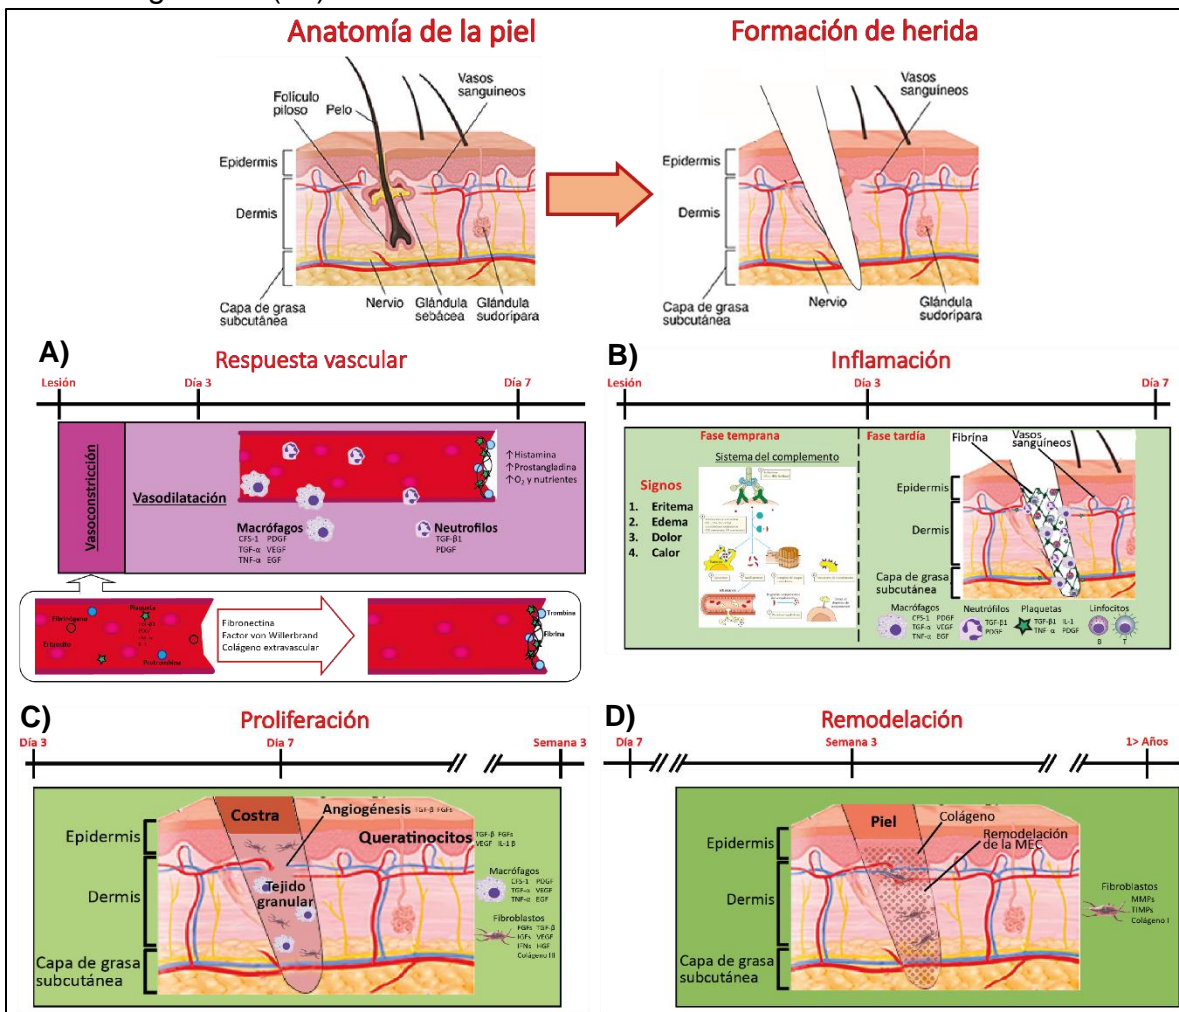 Anatomía de la piel
Formación de herida
Folículo
piloso
Pelo
Vasos
sanguíneos
Epidermis
Dermis
Capa de grasa
subcutánea
Nervio
Glándula
sebácea
Glándula
sudorípara
Vasos
sanguíneos
Epidermis
Dermis
Capa de grasa
subcutánea
Nervio
Glándula
sudorípara
A)
Respuesta vascular
Lesión
Día 3
Día 7
Vasoconstricción
Vasodilatación
Macrófagos
CFS-1 PDGF
TGF-α VEGF
TNF-α EGF
Neutrofilos
TGF-β1
PDGF
↑Histamina
↑Prostangladina
↑O₂ y nutrientes
Fibrinógeno
Plaqueta
Eritrocito
Protrombina
Fibronectina
Factor von Willerbrand
Colágeno extravascular
Trombina
Fibrina
B)
Inflamación
Lesión
Día 3
Día 7
Fase temprana
Sistema del complemento
Signos
1. Eritema
2. Edema
3. Dolor
4. Calor
Fase tardía
Fibrína
Vasos
sanguíneos
Epidermis
Dermis
Capa de grasa
subcutánea
Macrófagos
CFS-1 PDGF
TGF-α VEGF
TNF-α EGF
Neutrófilos
TGF-β1
PDGF
Plaquetas
TGF-β1 IL-1
TNF-α PDGF
Linfocitos
B T
C)
Proliferación
Día 3
Día 7
Semana 3
Costra
Angiogénesis TGF-β FGFs
Queratinocitos
TGF-β FGFs
VEGF IL-1 β
Epidermis
Dermis
Capa de grasa
subcutánea
Tejido
granular
Macrófagos
CFS-1 PDGF
TGF-α VEGF
TNF-α EGF
Fibroblastos
FGFs TGF-β
IGFs VEGF
IFNs HGF
Colágeno III
D)
Remodelación
Día 7
Semana 3
1> Años
Piel
Colágeno
Remodelación
de la MEC
Epidermis
Dermis
Capa de grasa
subcutánea
Fibroblastos
MMPs
TIMPs
Colágeno I